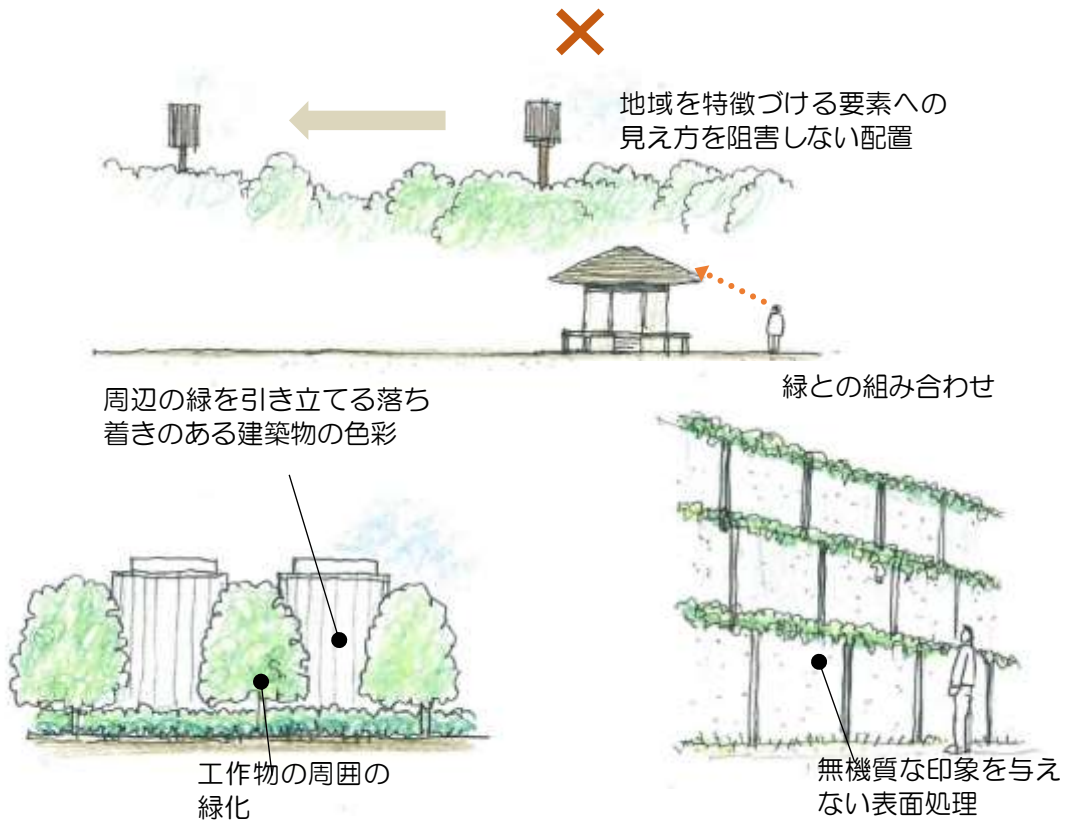 地域を特徴づける要素への
見え方を阻害しない配置
周辺の緑を引き立てる落ち
着きのある建築物の色彩
緑との組み合わせ
工作物の周囲の
緑化
無機質な印象を与え
ない表面処理